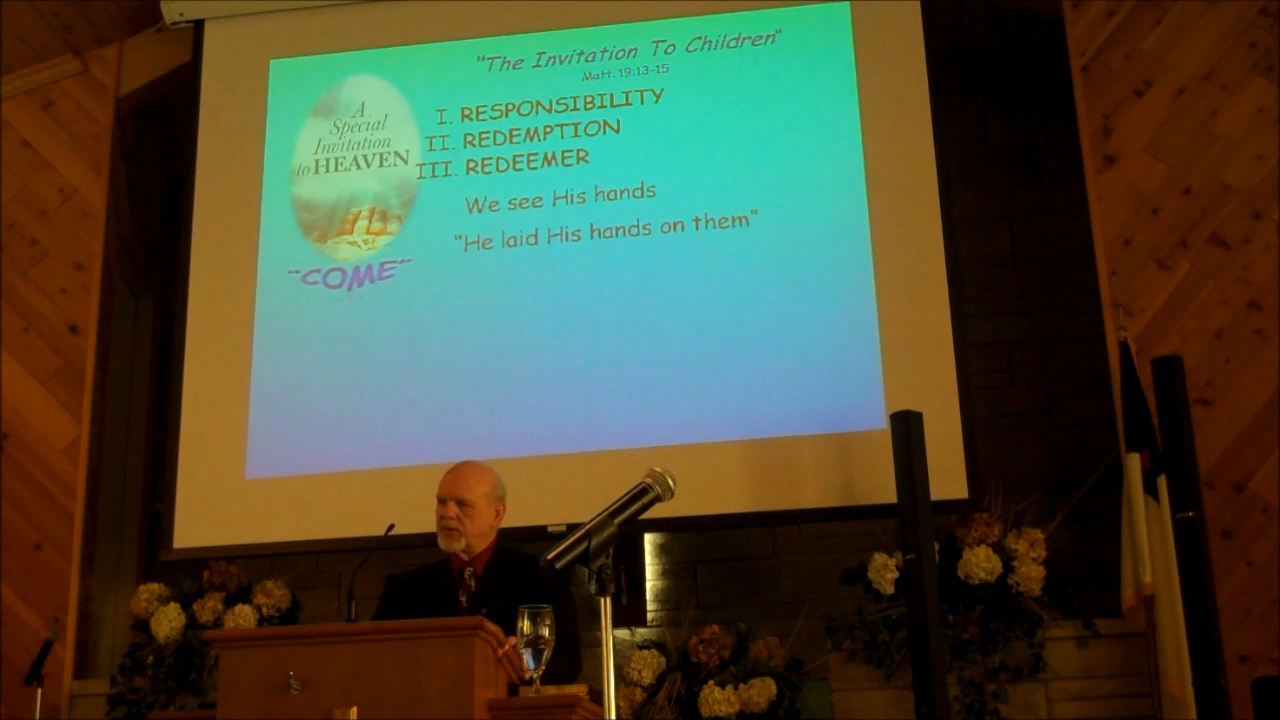 "The Invitation To Children"
Matt. 19:13-15
A
Special
Invitation
to HEAVEN
"COME"
I. RESPONSIBILITY
II. REDEMPTION
III. REDEEMER
We see His hands
"He laid His hands on them"